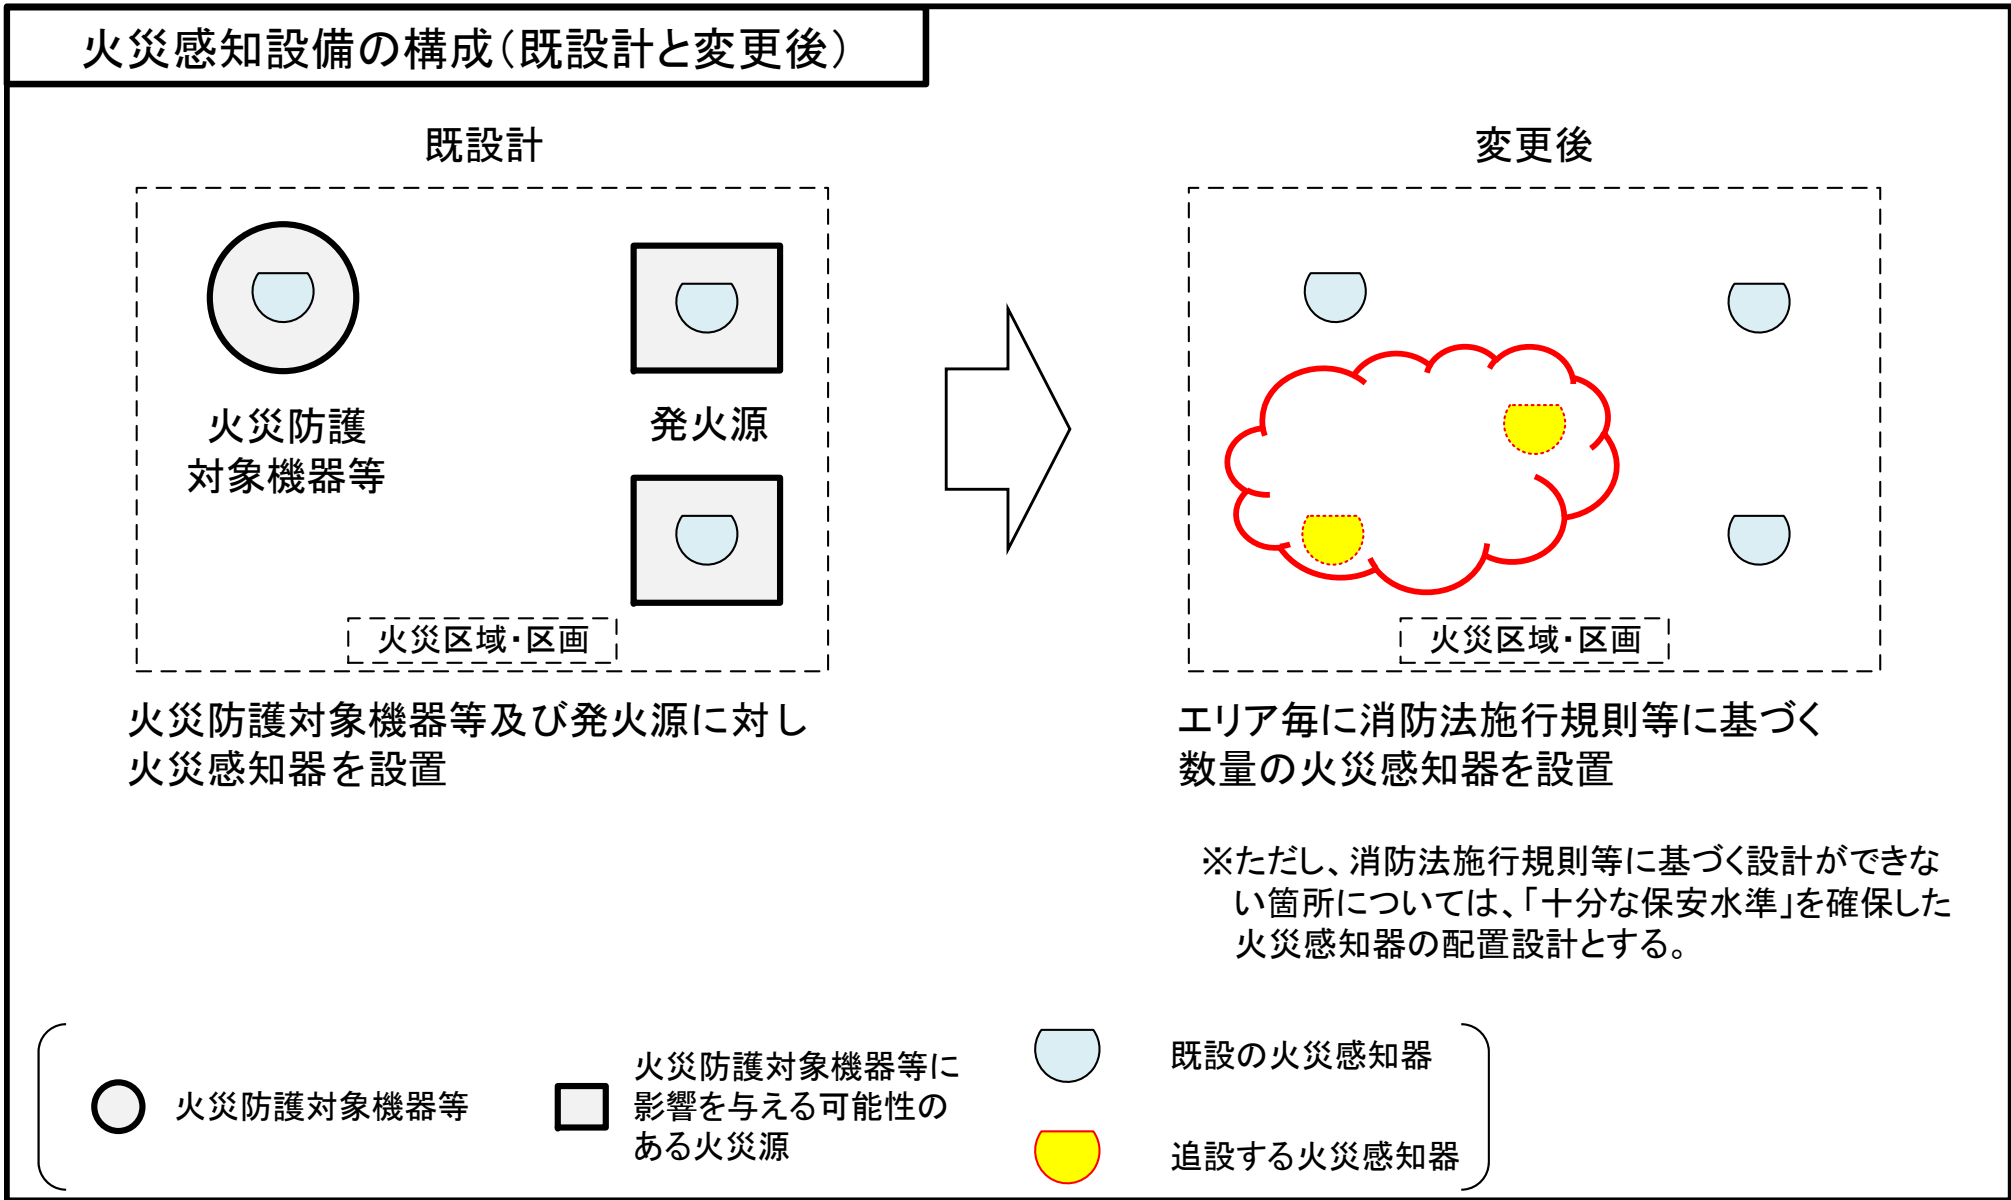 火災感知設備の構成（既設計と変更後）
既設計
変更後
火災防護
対象機器等
発火源
火災区域・区画
火災区域・区画
火災防護対象機器等及び発火源に対し
火災感知器を設置
エリア毎に消防法施行規則等に基づく
数量の火災感知器を設置
※ただし、消防法施行規則等に基づく設計ができな
い箇所については、「十分な保安水準」を確保した
火災感知器の配置設計とする。
火災防護対象機器等
火災防護対象機器等に
影響を与える可能性の
ある火災源
既設の火災感知器
追設する火災感知器